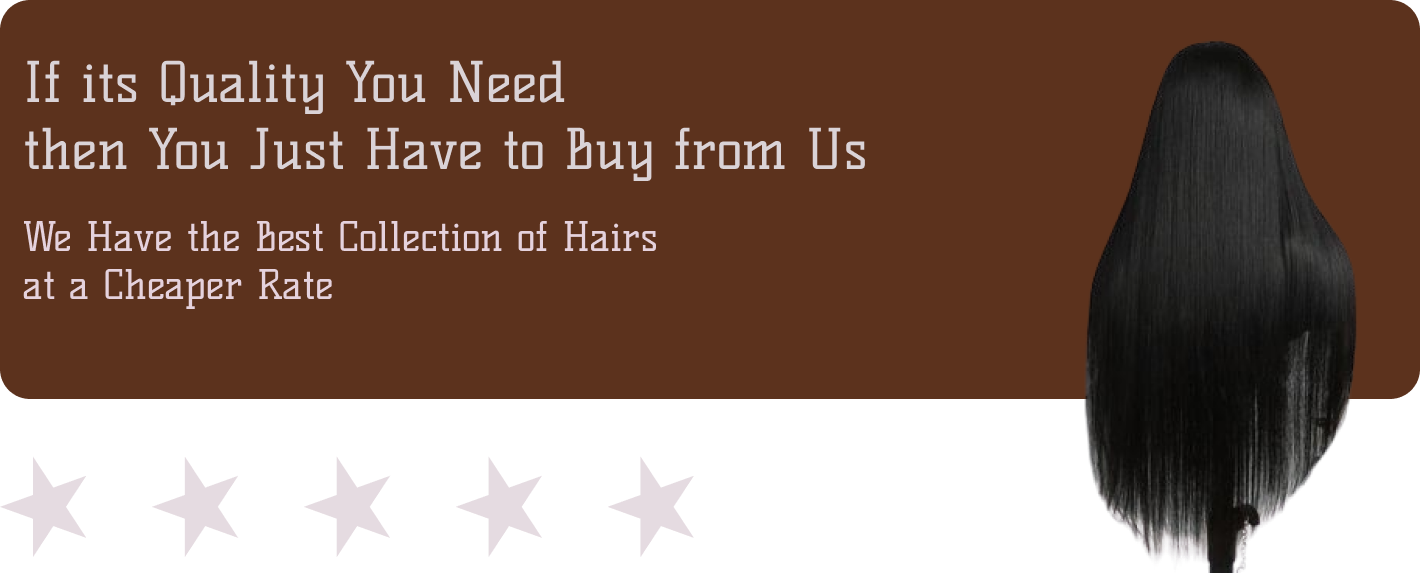 If its Quality You Need
then You Just Have to Buy from Us
We Have the Best Collection of Hairs
at a Cheaper Rate